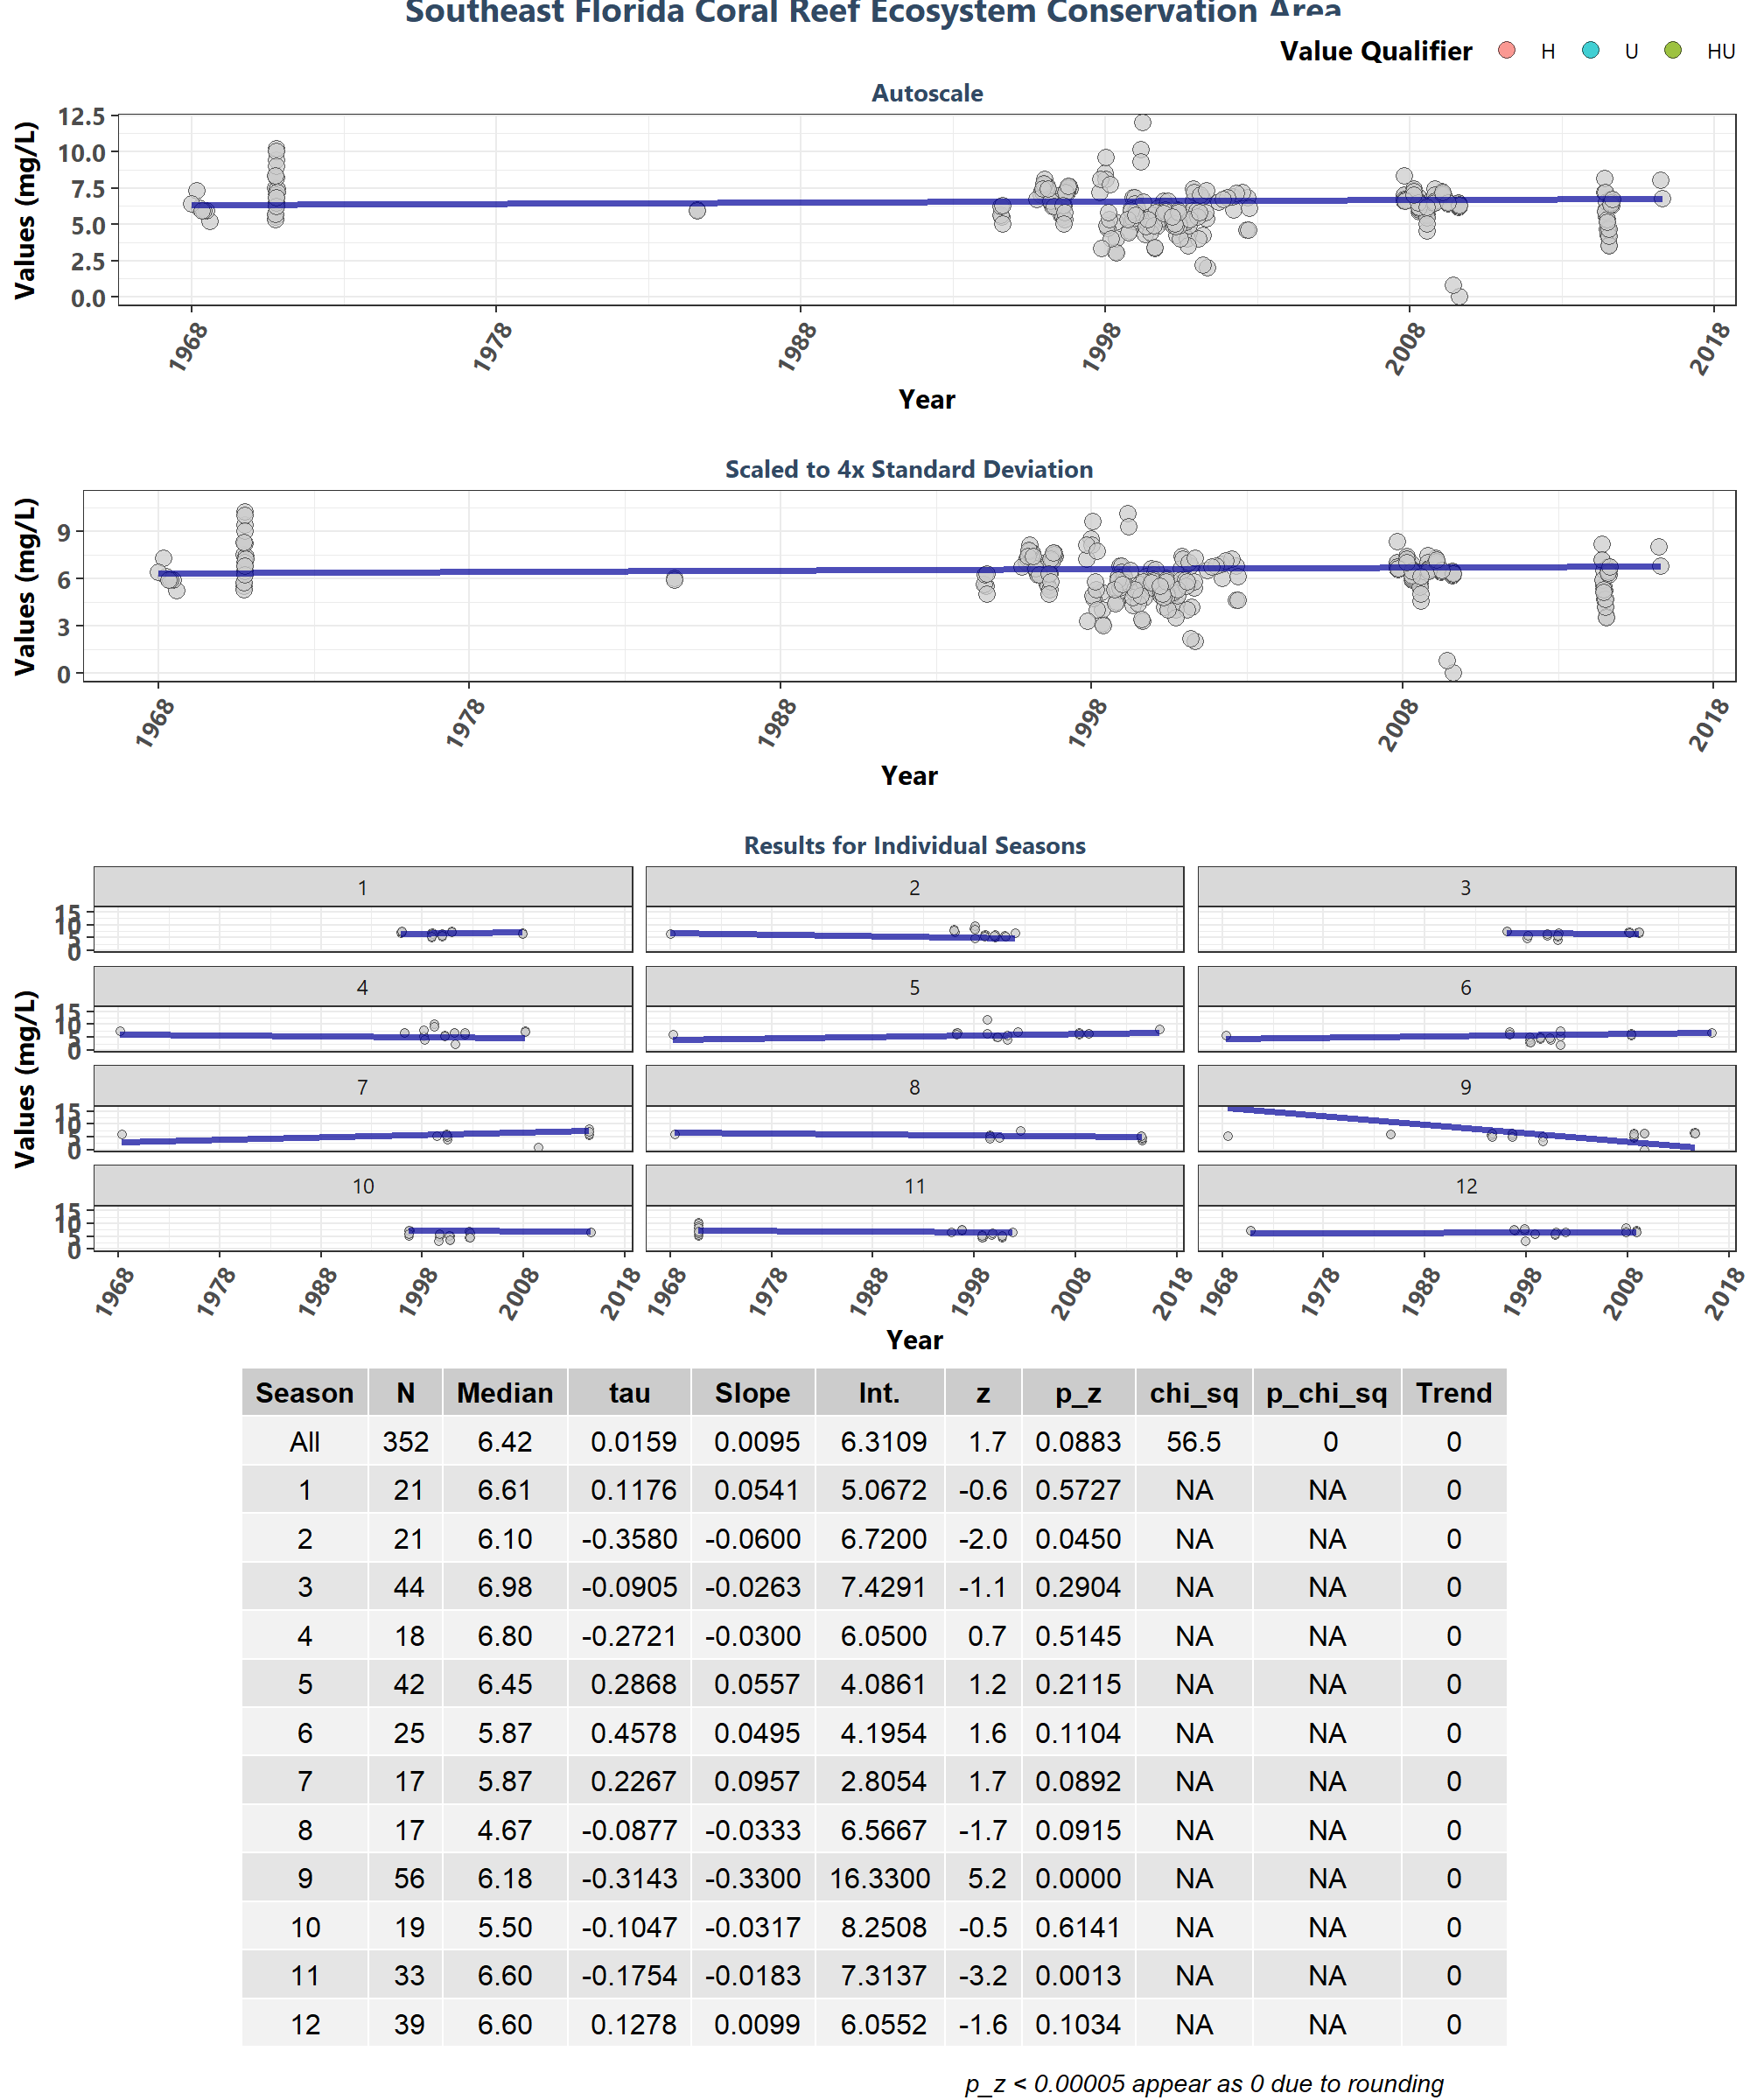 Southeast Florida Coral Reef Ecosystem Conservation Area
Value Qualifier H U HU
Autoscale
Values (mg/L)
12.5
10.0
7.5
5.0
2.5
0.0
1968 1978 1988 1998 2008 2018
Year
Scaled to 4x Standard Deviation
Values (mg/L)
9
6
3
0
1968 1978 1988 1998 2008 2018
Year
Results for Individual Seasons
Values (mg/L)
1 2 3
15
10
5
0
4 5 6
15
10
5
0
7 8 9
15
10
5
0
10 11 12
15
10
5
0
1968 1978 1988 1998 2008 2018 1968 1978 1988 1998 2008 2018 1968 1978 1988 1998 2008 2018
Year
Season N Median tau Slope Int. z p_z chi_sq p_chi_sq Trend
All 352 6.42 0.0159 0.0095 6.3109 1.7 0.0883 56.5 0 0
1 21 6.61 0.1176 0.0541 5.0672 -0.6 0.5727 NA NA 0
2 21 6.10 -0.3580 -0.0600 6.7200 -2.0 0.0450 NA NA 0
3 44 6.98 -0.0905 -0.0263 7.4291 -1.1 0.2904 NA NA 0
4 18 6.80 -0.2721 -0.0300 6.0500 0.7 0.5145 NA NA 0
5 42 6.45 0.2868 0.0557 4.0861 1.2 0.2115 NA NA 0
6 25 5.87 0.4578 0.0495 4.1954 1.6 0.1104 NA NA 0
7 17 5.87 0.2267 0.0957 2.8054 1.7 0.0892 NA NA 0
8 17 4.67 -0.0877 -0.0333 6.5667 -1.7 0.0915 NA NA 0
9 56 6.18 -0.3143 -0.3300 16.3300 5.2 0.0000 NA NA 0
10 19 5.50 -0.1047 -0.0317 8.2508 -0.5 0.6141 NA NA 0
11 33 6.60 -0.1754 -0.0183 7.3137 -3.2 0.0013 NA NA 0
12 39 6.60 0.1278 0.0099 6.0552 -1.6 0.1034 NA NA 0
p_z < 0.00005 appear as 0 due to rounding